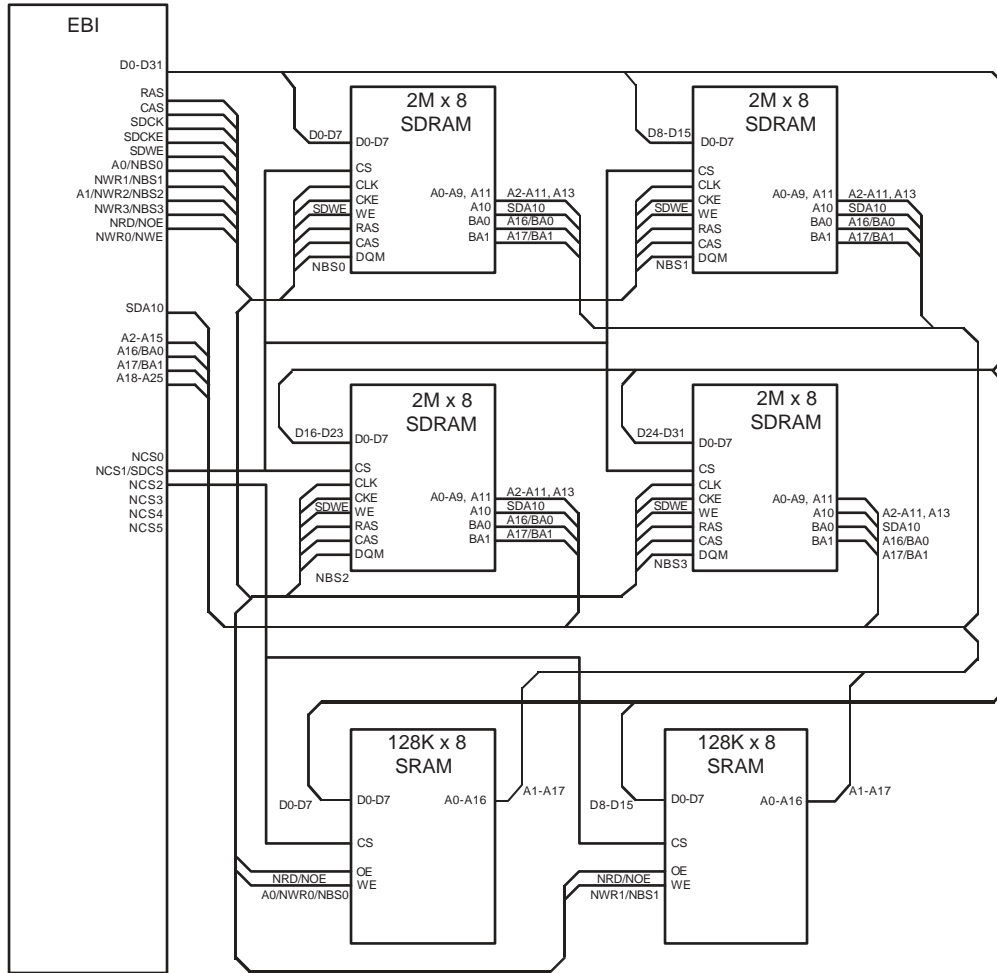 EBI
D0-D31
RAS
CAS
SDCK
SDCKE
SDWE
A0/NBS0
NWR1/NBS1
A1/NWR2/NBS2
NWR3/NBS3
NRD/NOE
NWR0/NWE
SDA10
A2-A15
A16/BA0
A17/BA1
A18-A25
NCS0
NCS1/SDCS
NCS2
NCS3
NCS4
NCS5
2M x 8
SDRAM
D0-D7
D0-D7
CS
CLK
CKE
SDWE
WE
RAS
CAS
DQM
NBS0
A0-A9, A11
A10
BA0
BA1
A2-A11, A13
SDA10
A16/BA0
A17/BA1
2M x 8
SDRAM
D8-D15
D0-D7
CS
CLK
CKE
SDWE
WE
RAS
CAS
DQM
NBS1
A0-A9, A11
A10
BA0
BA1
A2-A11, A13
SDA10
A16/BA0
A17/BA1
2M x 8
SDRAM
D16-D23
D0-D7
CS
CLK
CKE
SDWE
WE
RAS
CAS
DQM
NBS2
A0-A9, A11
A10
BA0
BA1
A2-A11, A13
SDA10
A16/BA0
A17/BA1
2M x 8
SDRAM
D24-D31
D0-D7
CS
CLK
CKE
SDWE
WE
RAS
CAS
DQM
NBS3
A0-A9, A11
A10
BA0
BA1
A2-A11, A13
SDA10
A16/BA0
A17/BA1
128K x 8
SRAM
D0-D7
D0-D7
A0-A16
A1-A17
CS
OE
NRD/NOE
WE
A0/NWR0/NBS0
128K x 8
SRAM
D8-D15
D0-D7
A0-A16
A1-A17
CS
OE
NRD/NOE
WE
NWR1/NBS1